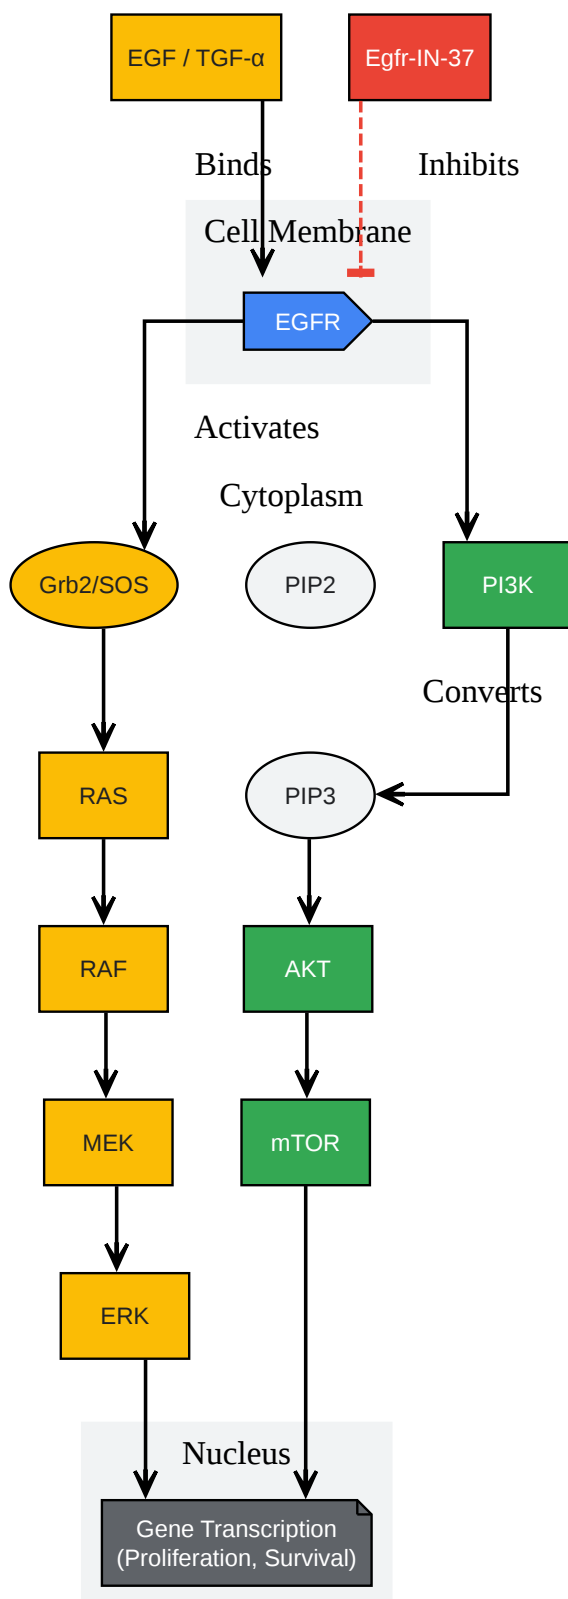 EGF / TGF-α
Egfr-IN-37
Binds
Inhibits
Cell Membrane
EGFR
Activates
Cytoplasm
Grb2/SOS
PIP2
PI3K
Converts
RAS
PIP3
RAF
AKT
MEK
mTOR
ERK
Nucleus
Gene Transcription
(Proliferation, Survival)